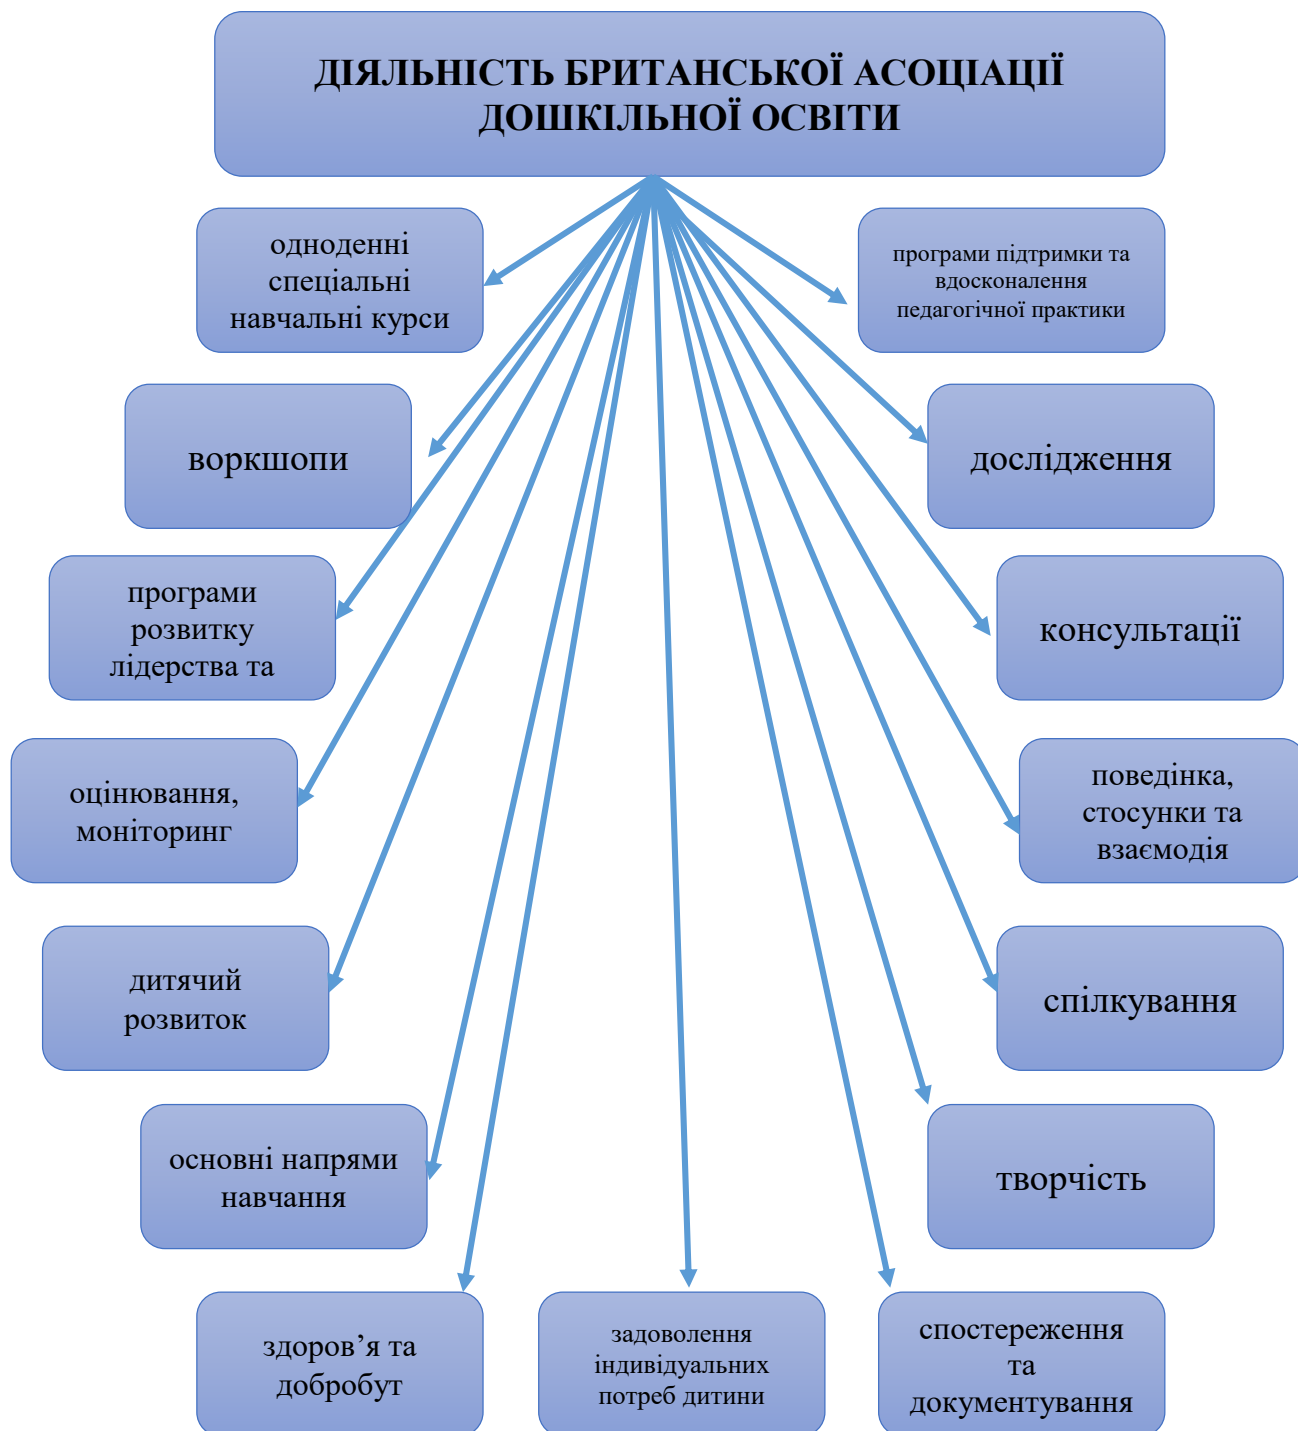 ДІЯЛЬНІСТЬ БРИТАНСЬКОЇ АСОЦІАЦІЇ
ДОШКІЛЬНОЇ ОСВІТИ
одноденні
спеціальні
навчальні курси
програми підтримки та
вдосконалення
педагогічної практики
воркшопи
дослідження
програми
розвитку
лідерства та
консультації
оцінювання,
моніторинг
поведінка,
стосунки та
взаємодія
дитячий
розвиток
спілкування
основні напрями
навчання
творчість
здоров’я та
добробут
задоволення
індивідуальних
потреб дитини
спостереження
та
документування